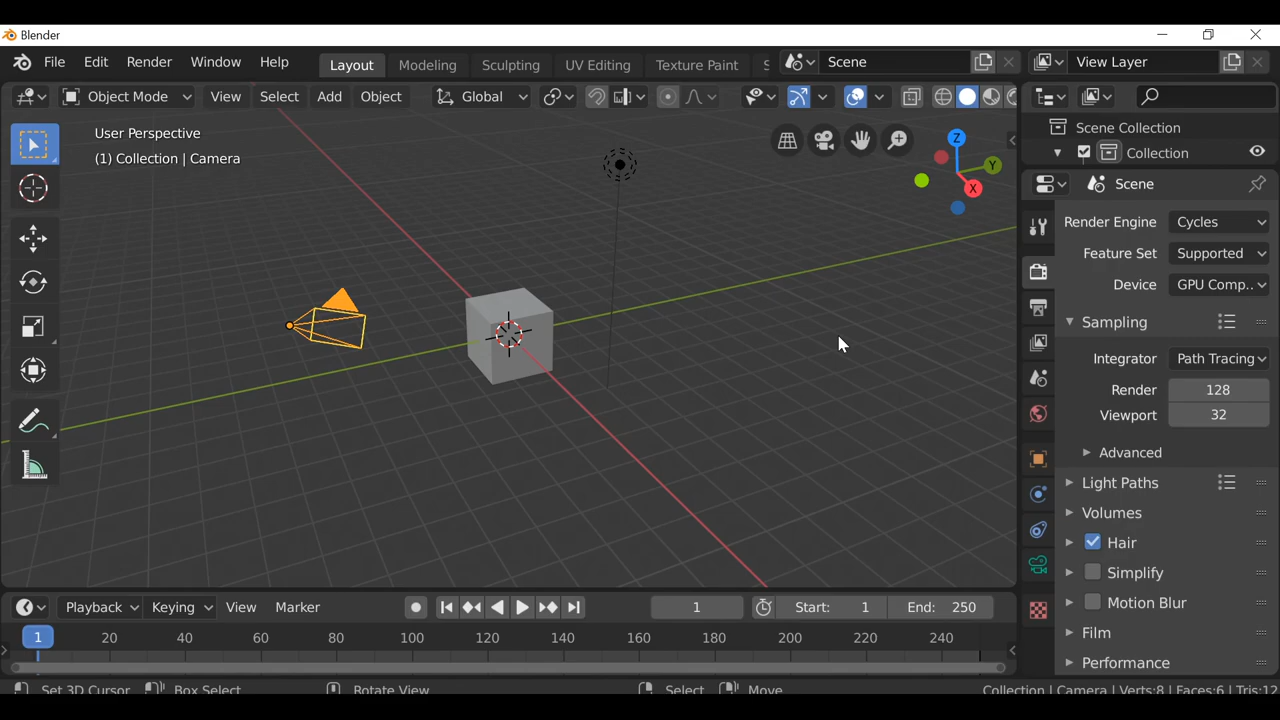 Blender
File Edit Render Window Help Layout Modeling Sculpting UV Editing Texture Paint Scene View Layer
Object Mode View Select Add Object Global
User Perspective
(1) Collection | Camera
Z
Y
X
Scene Collection
Collection
Scene
Render Engine Cycles
Feature Set Supported
Device GPU Comp..
Sampling
Integrator Path Tracing
Render 128
Viewport 32
Advanced
Light Paths
Volumes
Hair
Simplify
Motion Blur
Film
Performance
Playback Keying View Marker 1 Start: 1 End: 250
1 20 40 60 80 100 120 140 160 180 200 220 240
Set 3D Cursor Box Select Rotate View Select Move Collection | Camera | Verts:8 | Faces:6 | Tris:12